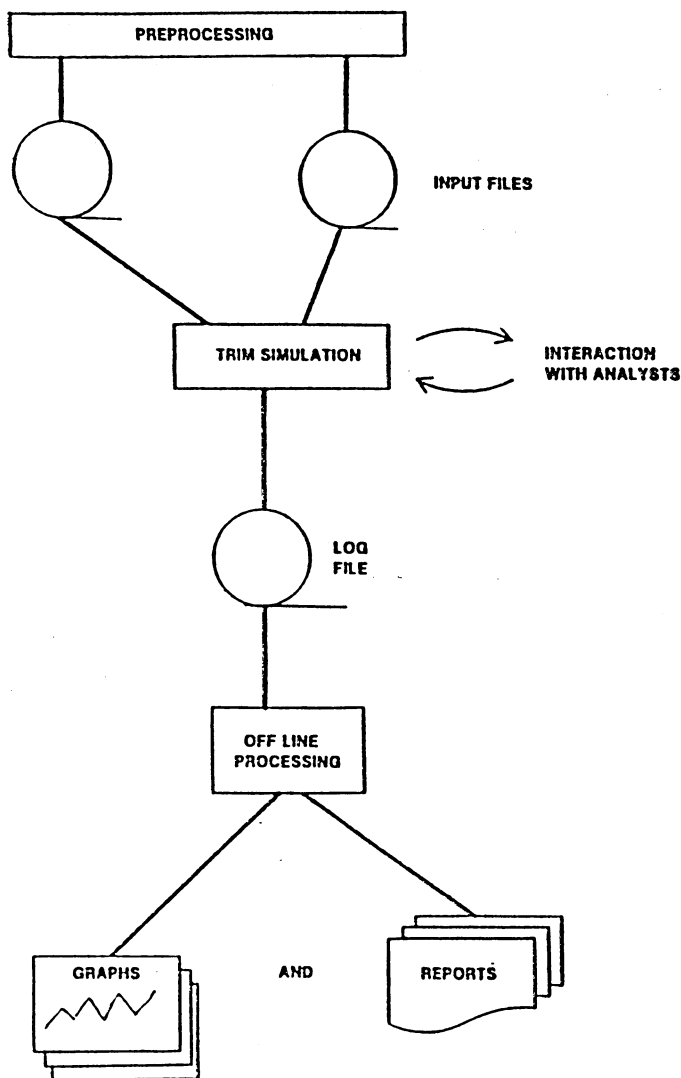 PREPROCESSING
INPUT FILES
TRIM SIMULATION
INTERACTION
WITH ANALYSTS
LOG
FILE
OFF LINE
PROCESSING
GRAPHS
AND
REPORTS